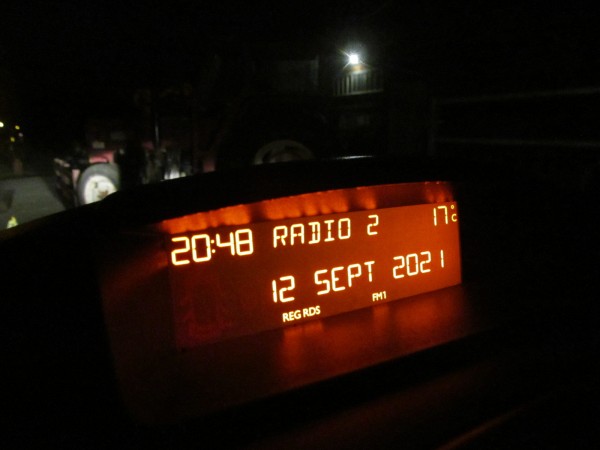 20:48 RADIO 2 17°C
12 SEPT 2021
REG RDS FM1